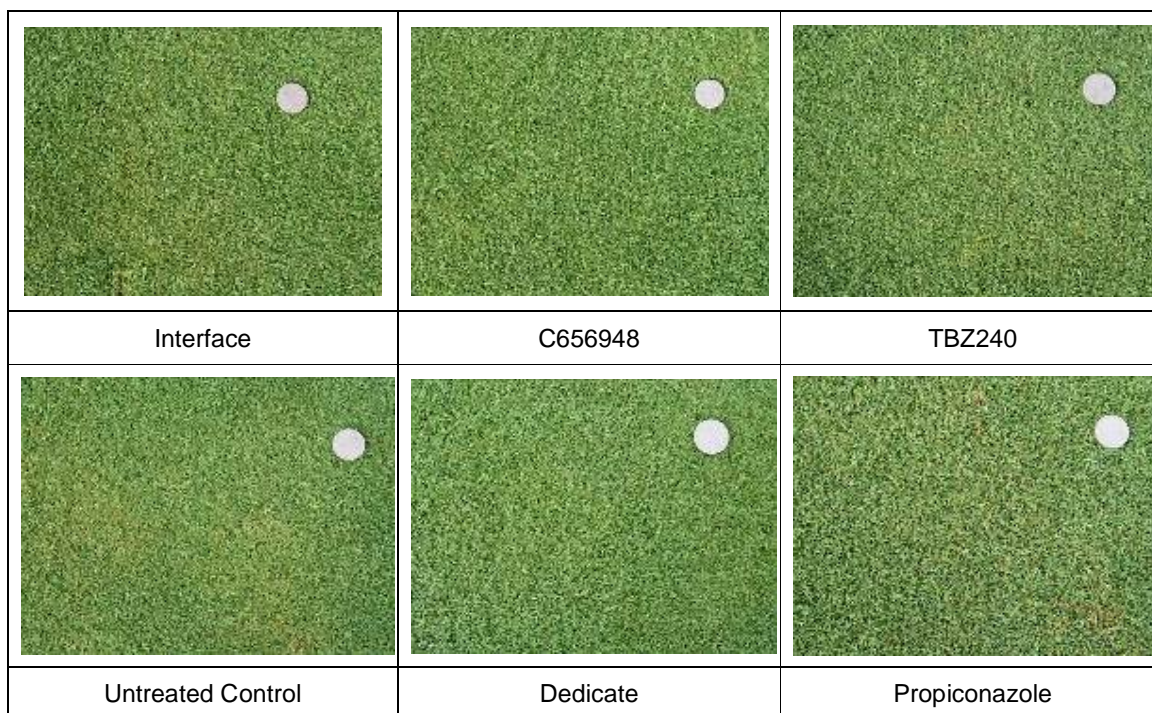 Interface
C656948
TBZ240
Untreated Control
Dedicate
Propiconazole